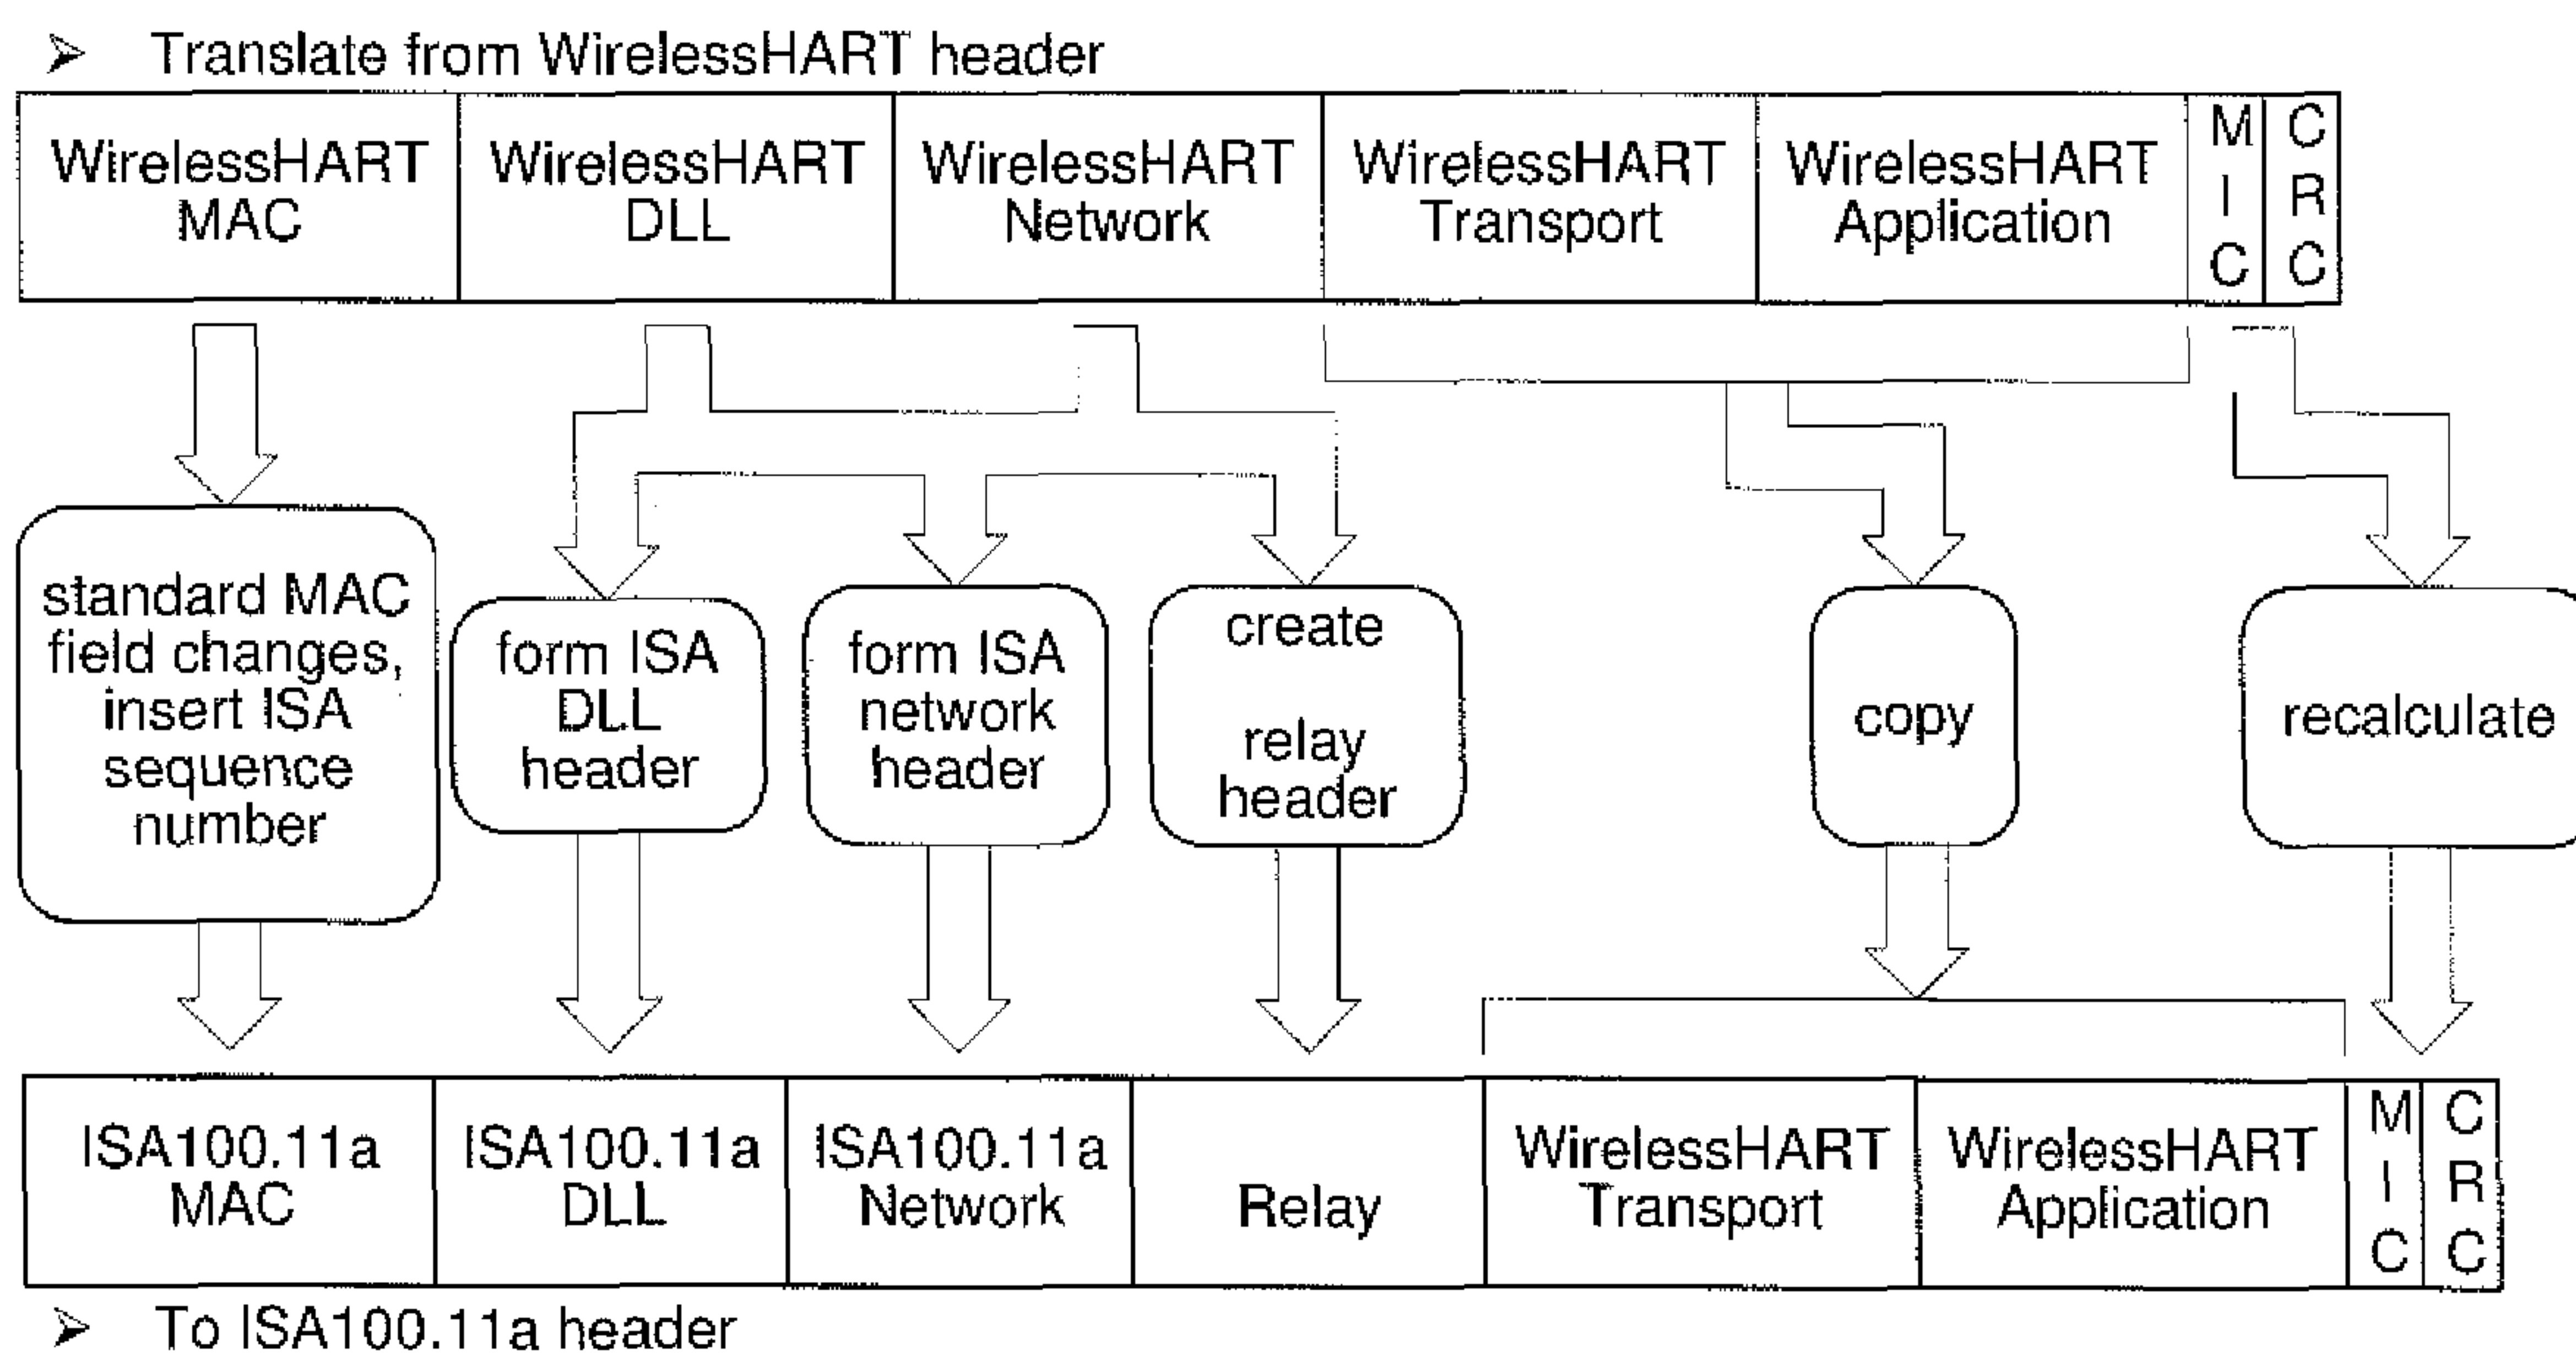 ➢ Translate from WirelessHART header
WirelessHART
MAC
WirelessHART
DLL
WirelessHART
Network
WirelessHART
Transport
WirelessHART
Application
M
I
C
C
R
C
standard MAC
field changes,
insert ISA
sequence
number
form ISA
DLL
header
form ISA
network
header
create
relay
header
copy
recalculate
ISA100.11a
MAC
ISA100.11a
DLL
ISA100.11a
Network
Relay
WirelessHART
Transport
WirelessHART
Application
M
I
C
C
R
C
➢ To ISA100.11a header